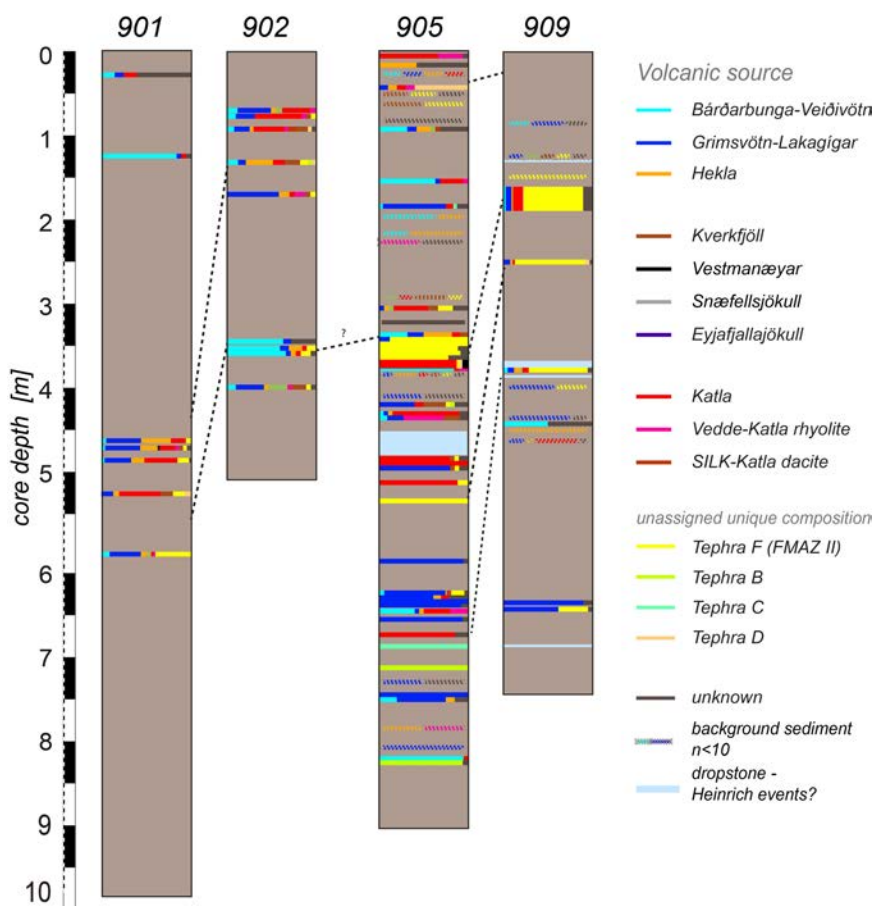 901
902
905
909
0
1
2
3
4
5
6
7
8
9
10
core depth [m]
?
Volcanic source
Bárðarbunga-Veiðivötn
Grimsvötn-Lakagígar
Hekla
Kverkfjöll
Vestmanæyar
Snæfellsjökull
Eyjafjallajökull
Katla
Vedde-Katla rhyolite
SILK-Katla dacite
unassigned unique composition
Tephra F (FMAZ II)
Tephra B
Tephra C
Tephra D
unknown
background sediment
n<10
dropstone -
Heinrich events?